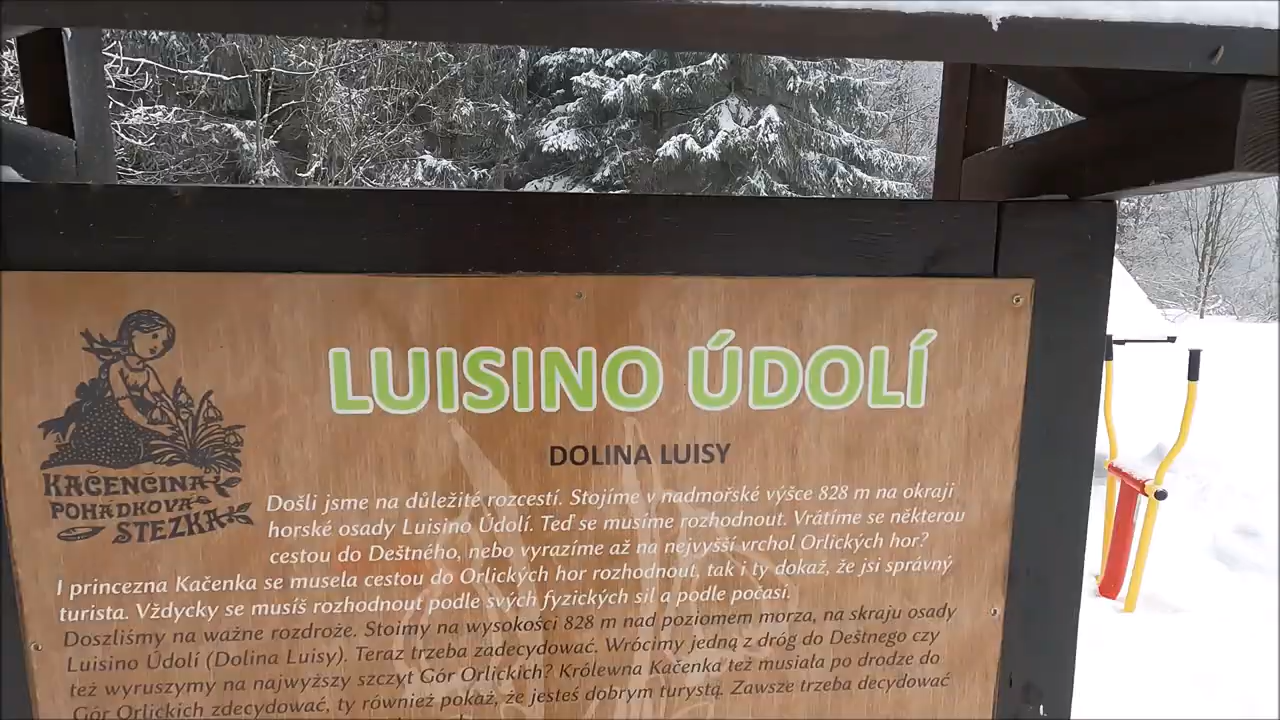 LUISINO ÚDOLÍ
DOLINA LUISY
KAČENČINA
POHÁDKOVÁ
STEZKA
Došli jsme na důležité rozcestí. Stojíme v nadmořské výšce 828 m na okraji
horské osady Luisino Údolí. Teď se musíme rozhodnout. Vrátíme se některou
cestou do Deštného, nebo vyrazíme až na nejvyšší vrchol Orlických hor?
I princezna Kačenka se musela cestou do Orlických hor rozhodnout, tak i ty dokaž, že jsi správný
turista. Vždycky se musíš rozhodnout podle svých fyzických sil a podle počasí.
Doszliśmy na ważne rozdroże. Stoimy na wysokości 828 m nad poziomem morza, na skraju osady
Luisino Údolí (Dolina Luisy). Teraz trzeba zadecydować. Wrócimy jedną z dróg do Deštnego czy
też wyruszymy na najwyższy szczyt Gór Orlickich? Królewna Kačenka też musiała po drodze do
Gór Orlickich zdecydować, ty również pokaż, że jesteś dobrym turystą. Zawsze trzeba decydować